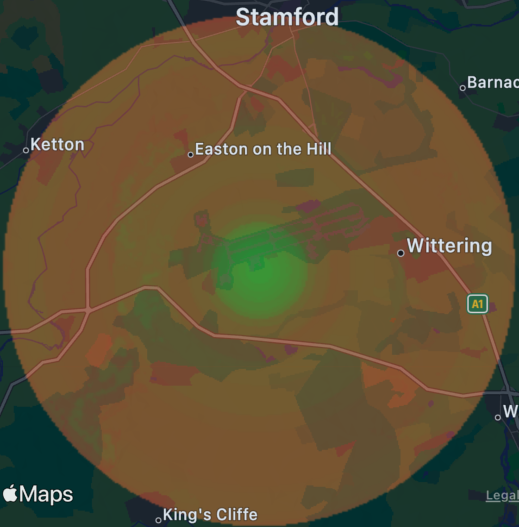 Stamford
Barnac
Ketton
Easton on the Hill
Wittering
A1
W
Maps
Legal
King's Cliffe